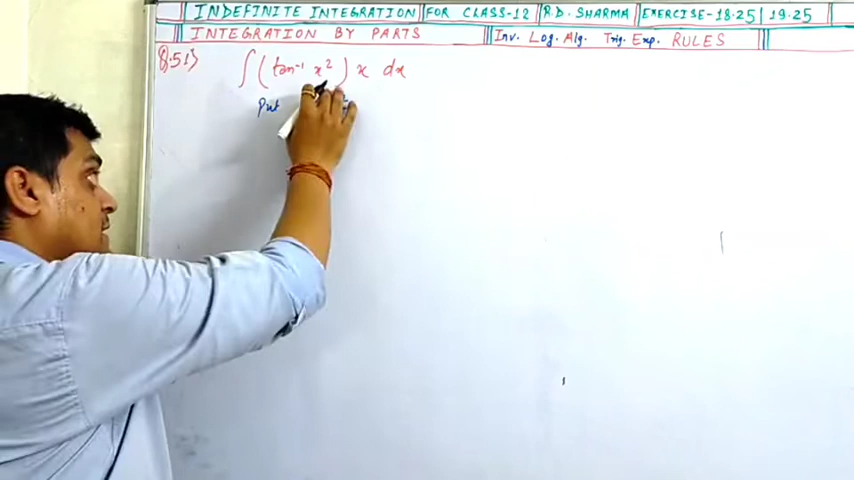 INDEFINITE INTEGRATION FOR CLASS-12 R.D. SHARMA EXERCISE-18.25 19.25
INTEGRATION BY PARTS Inv. Log. Alg. Trig. Exp. RULES
Q.51) ∫ (tan⁻¹ x²) x dx
Put